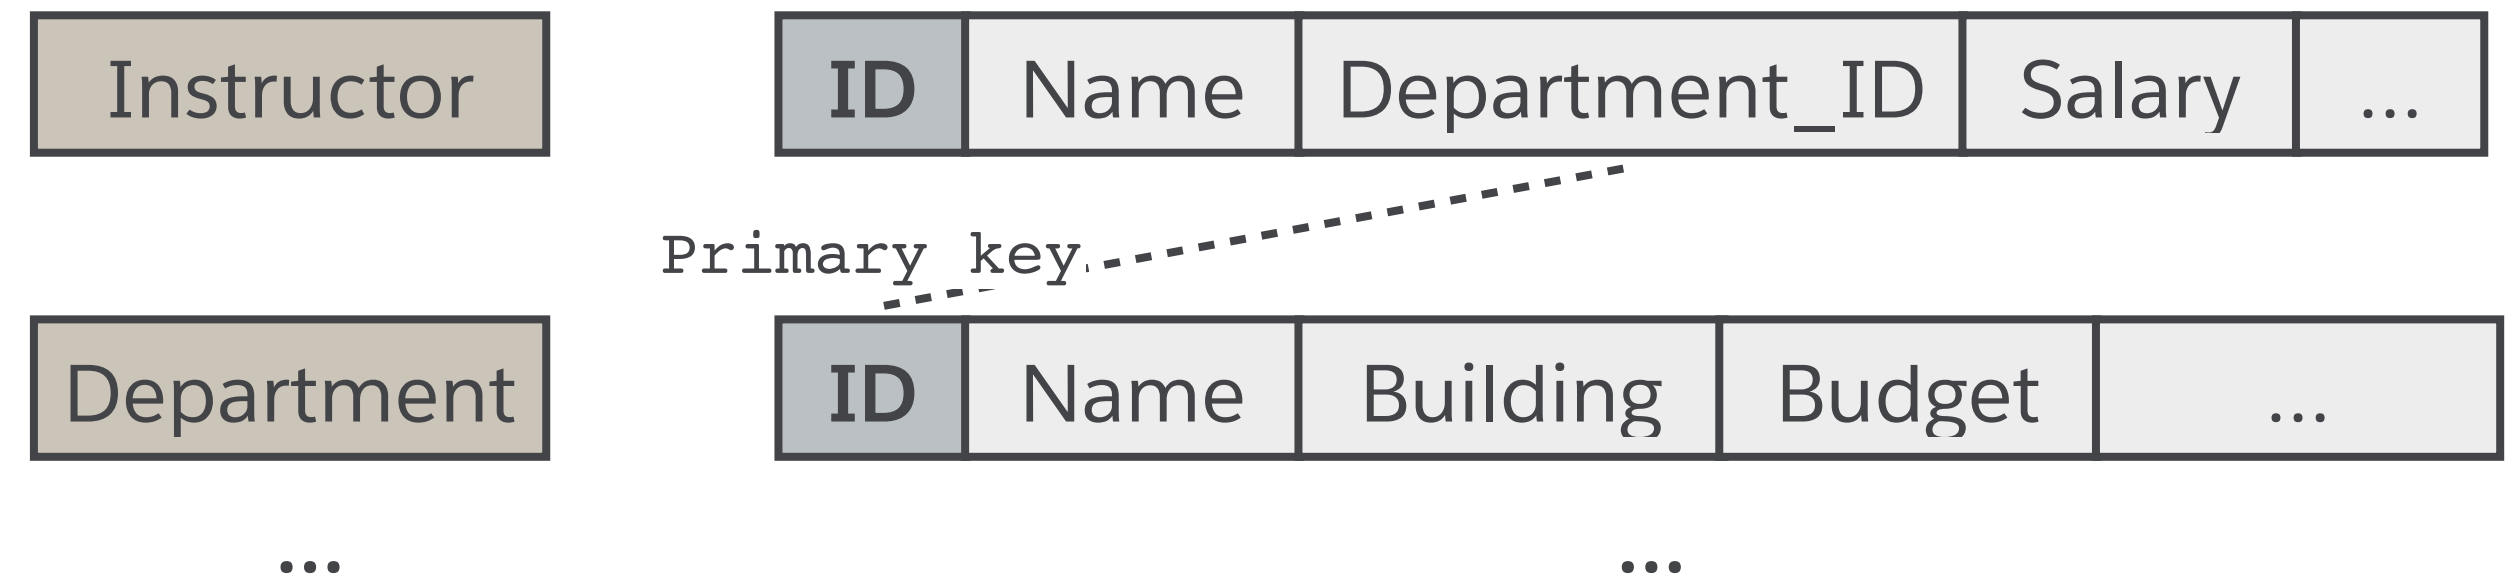 Instructor ID Name Department_ID Salary ...
Primary key
Department ID Name Building Budget ...
... ...